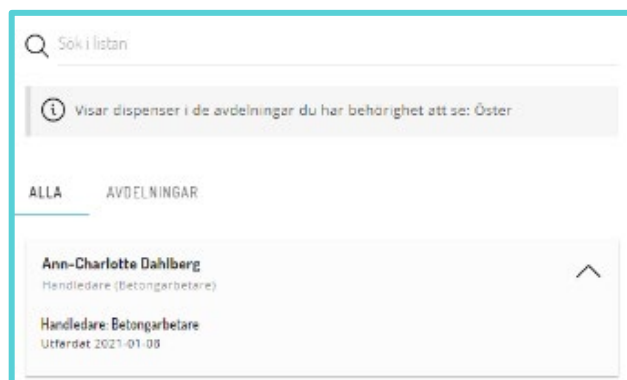 Sök i listan
Visar dispenser i de avdelningar du har behörighet att se: Öster
ALLA AVDELNINGAR
Ann-Charlotte Dahlberg
Handledare (Betongarbetare)
Handledare: Betongarbetare
Utfärdat 2021-01-08